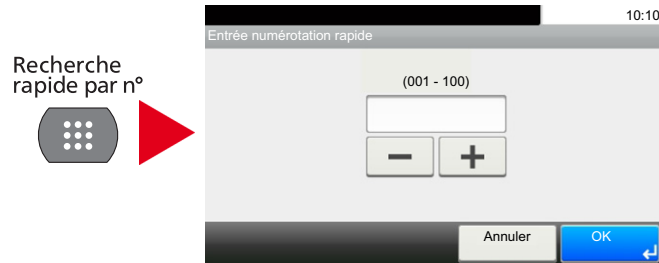 Recherche
rapide par n°
10:10
Entrée numérotation rapide
(001 - 100)
Annuler
OK